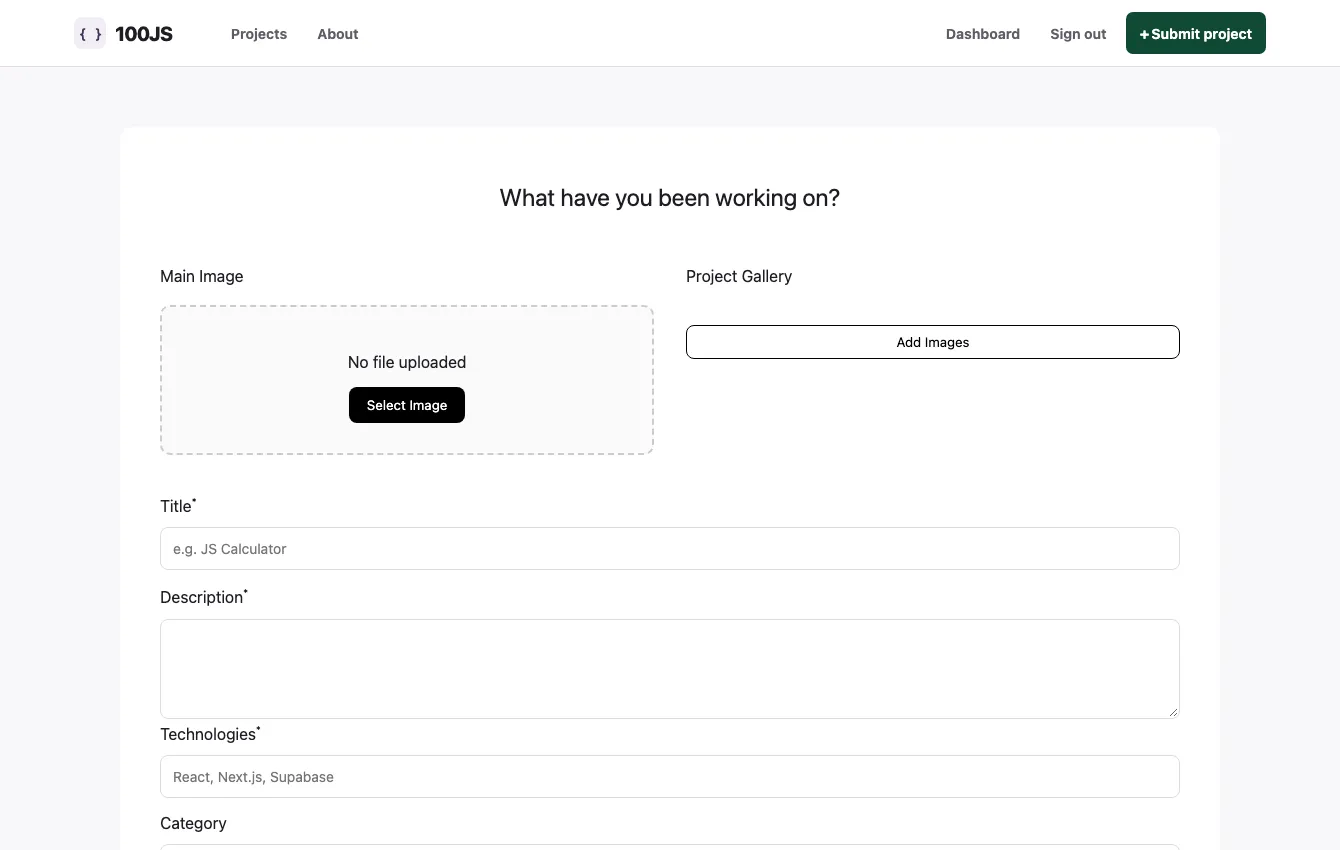 { } 100JS
Projects
About
Dashboard
Sign out
+Submit project
What have you been working on?
Main Image
No file uploaded
Select Image
Project Gallery
Add Images
Title*
e.g. JS Calculator
Description*
Technologies*
React, Next.js, Supabase
Category